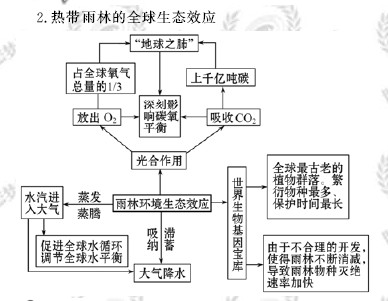 2.热带雨林的全球生态效应
“地球之肺”
占全球氧气
总量的1/3
上千亿吨碳
深刻影
响碳氧
平衡
放出O₂
吸收CO₂
光合作用
水汽进
入大气
蒸发
蒸腾
雨林环境生态效应
世界生物基因宝库
全球最古老的
植物群落。繁
衍物种最多、
保护时间最长
吸纳
滞蓄
促进全球水循环
调节全球水平衡
大气降水
由于不合理的开发，
使得雨林不断消减，
导致雨林物种灭绝
速率加快